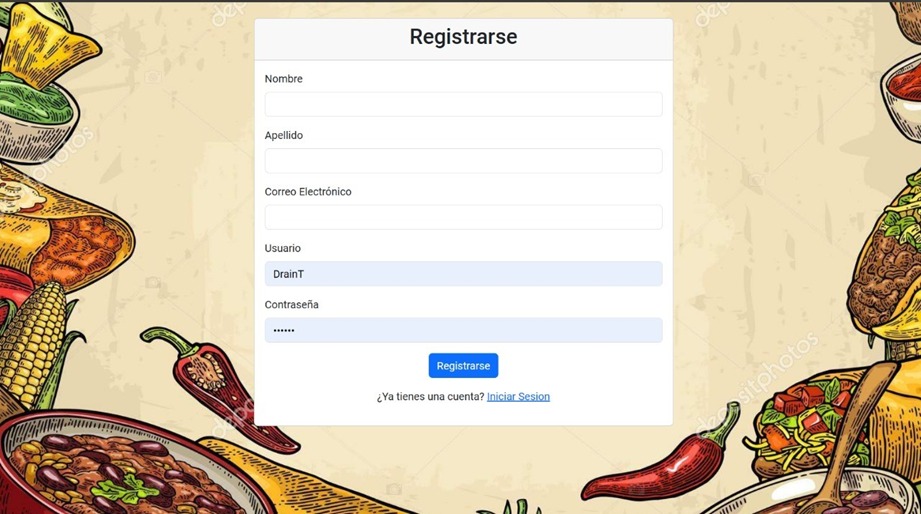 Registrarse
Nombre
Apellido
Correo Electrónico
Usuario
DrainT
Contraseña
••••••
Registrarse
¿Ya tienes una cuenta? Iniciar Sesion
depositphotos